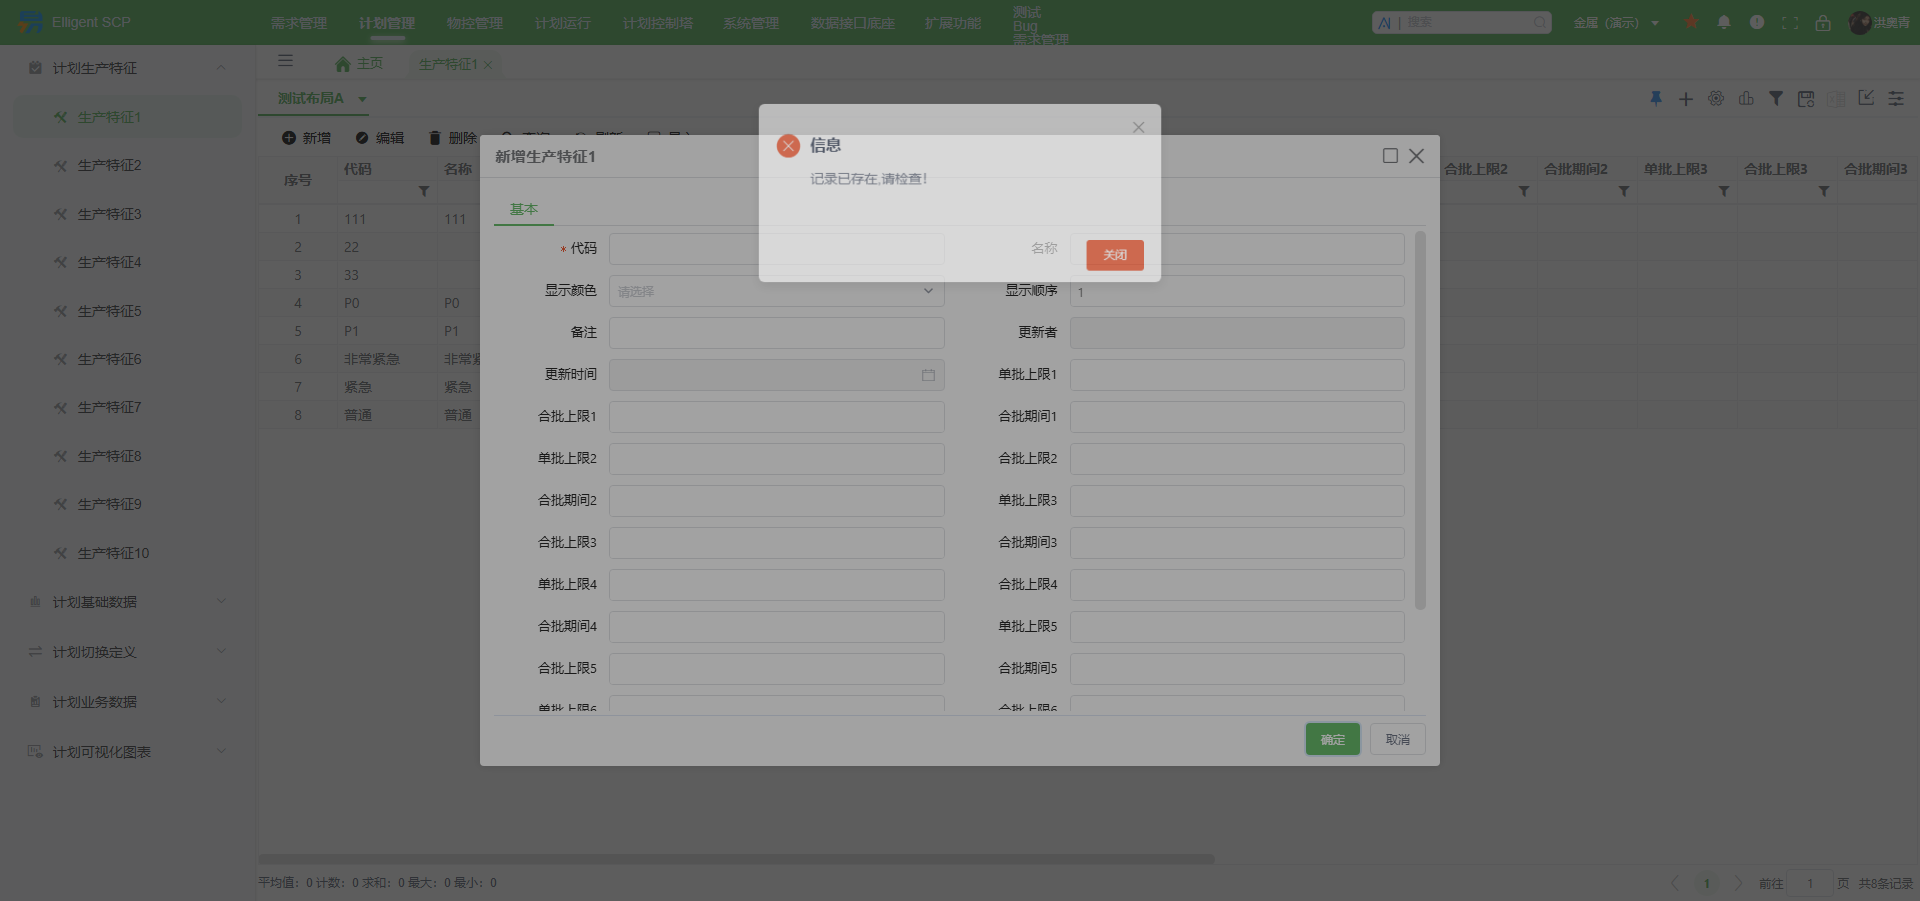 Elligent SCP
需求管理 计划管理 物控管理 计划运行 计划控制塔 系统管理 数据接口底座 扩展功能
测试
Bug
需求管理
AI | 搜索
金属 (演示)
洪奥青
计划生产特征
生产特征1
生产特征2
生产特征3
生产特征4
生产特征5
生产特征6
生产特征7
生产特征8
生产特征9
生产特征10
计划基础数据
计划切换定义
计划业务数据
计划可视化图表
主页 生产特征1
测试布局A
新增 编辑 删除
序号 代码 名称 合批上限2 合批期间2 单批上限3 合批上限3 合批期间3
1 111 111
2 22
3 33
4 P0 P0
5 P1 P1
6 非常紧急 非常紧
7 紧急 紧急
8 普通 普通
新增生产特征1
基本
* 代码 名称
显示颜色 请选择 显示顺序 1
备注 更新者
更新时间 单批上限1
合批上限1 合批期间1
单批上限2 合批上限2
合批期间2 单批上限3
合批上限3 合批期间3
单批上限4 合批上限4
合批期间4 单批上限5
合批上限5 合批期间5
单批上限6 合批上限6
确定 取消
信息
记录已存在,请检查!
关闭
平均值: 0 计数: 0 求和: 0 最大: 0 最小: 0
1 前往 1 页 共8条记录